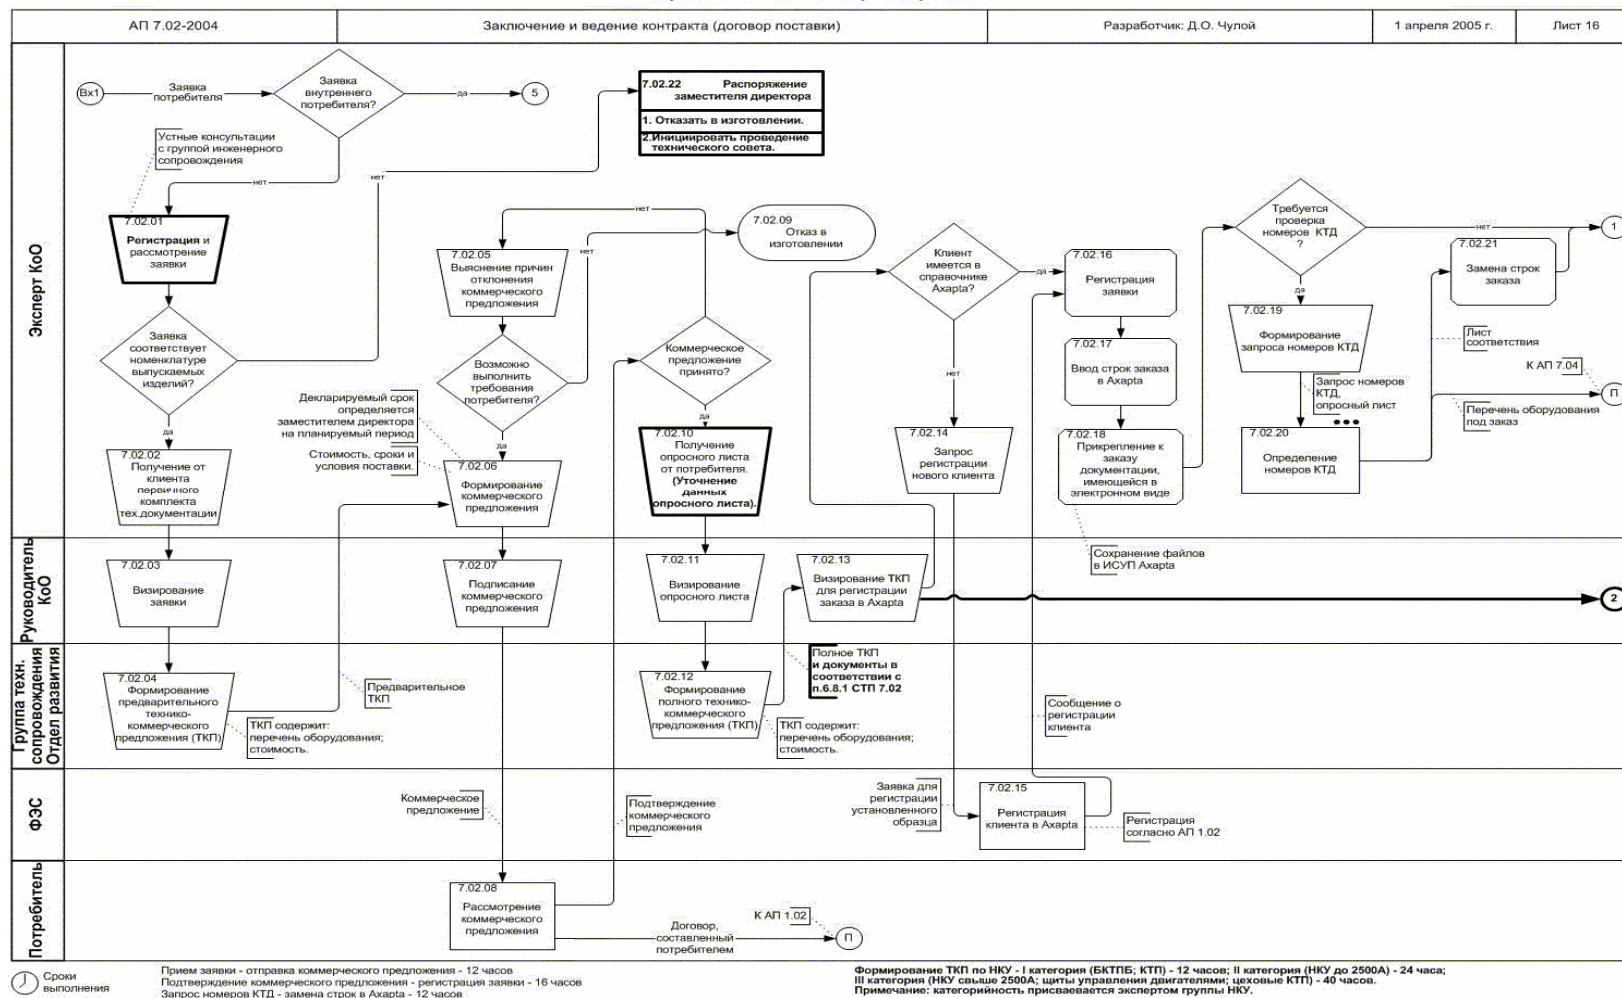 АП 7.02-2004
Заключение и ведение контракта (договор поставки)
Разработчик: Д.О. Чулой
1 апреля 2005 г.
Лист 16
Эксперт КоО
Вх1
Заявка
потребителя
Заявка
внутреннего
потребителя?
да
5
нет
Устные консультации
с группой инженерного
сопровождения
7.02.01
Регистрация и
рассмотрение
заявки
Заявка
соответствует
номенклатуре
выпускаемых
изделий?
нет
да
7.02.02
Получение от
клиента
первичного
комплекта
тех.документации
7.02.22 Распоряжение
заместителя директора
1. Отказать в изготовлении.
2.Инициировать проведение
технического совета.
7.02.05
Выяснение причин
отклонения
коммерческого
предложения
нет
нет
7.02.09
Отказ в
изготовлении
Возможно
выполнить
требования
потребителя?
да
Декларируемый срок
определяется
заместителем директора
на планируемый период
Стоимость, сроки и
условия поставки.
7.02.06
Формирование
коммерческого
предложения
Коммерческое
предложение
принято?
да
7.02.10
Получение
опросного листа
от потребителя.
(Уточнение
данных
опросного листа).
Клиент
имеется в
справочнике
Axapta?
да
нет
7.02.14
Запрос
регистрации
нового клиента
7.02.16
Регистрация
заявки
7.02.17
Ввод строк заказа
в Axapta
7.02.18
Прикрепление к
заказу
документации,
имеющейся в
электронном виде
Требуется
проверка
номеров КТД
?
нет
1
да
7.02.19
Формирование
запроса номеров КТД
Запрос номеров
КТД,
опросный лист
7.02.20
Определение
номеров КТД
7.02.21
Замена строк
заказа
Лист
соответствия
К АП 7.04
П
Перечень оборудования
под заказ
Руководитель
КоО
7.02.03
Визирование
заявки
7.02.07
Подписание
коммерческого
предложения
7.02.11
Визирование
опросного листа
7.02.13
Визирование ТКП
для регистрации
заказа в Axapta
Сохранение файлов
в ИСУП Axapta
2
Группа техн.
сопровождения
Отдел развития
7.02.04
Формирование
предварительного
технико-
коммерческого
предложения (ТКП)
ТКП содержит:
перечень оборудования;
стоимость.
Предварительное
ТКП
7.02.12
Формирование
полного технико-
коммерческого
предложения (ТКП)
ТКП содержит:
перечень оборудования;
стоимость.
Полное ТКП
и документы в
соответствии с
п.6.8.1 СТП 7.02
Сообщение о
регистрации
клиента
ФЭС
Коммерческое
предложение
Подтверждение
коммерческого
предложения
Заявка для
регистрации
установленного
образца
7.02.15
Регистрация
клиента в Axapta
Регистрация
согласно АП 1.02
Потребитель
7.02.08
Рассмотрение
коммерческого
предложения
Договор,
составленный
потребителем
К АП 1.02
П
Сроки
выполнения
Прием заявки - отправка коммерческого предложения - 12 часов
Подтверждение коммерческого предложения - регистрация заявки - 16 часов
Запрос номеров КТД - замена строк в Axapta - 12 часов
Формирование ТКП по НКУ - I категория (БКТПБ; КТП) - 12 часов; II категория (НКУ до 2500А) - 24 часа;
III категория (НКУ свыше 2500А; щиты управления двигателями; цеховые КТП) - 40 часов.
Примечание: категорийность присваевается экспертом группы НКУ.